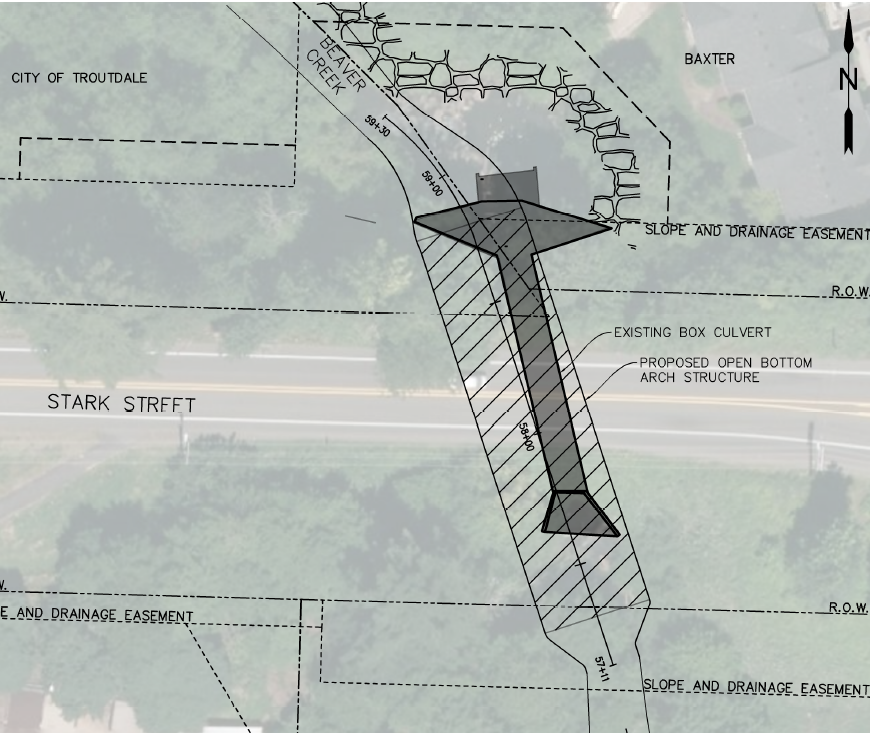 BEAVER
CREEK
CITY OF TROUTDALE
BAXTER
N
59+30
59+00
SLOPE AND DRAINAGE EASEMENT
W.
R.O.W.
EXISTING BOX CULVERT
PROPOSED OPEN BOTTOM
ARCH STRUCTURE
STARK STREET
58+00
W.
E AND DRAINAGE EASEMENT
R.O.W.
57+11
SLOPE AND DRAINAGE EASEMENT